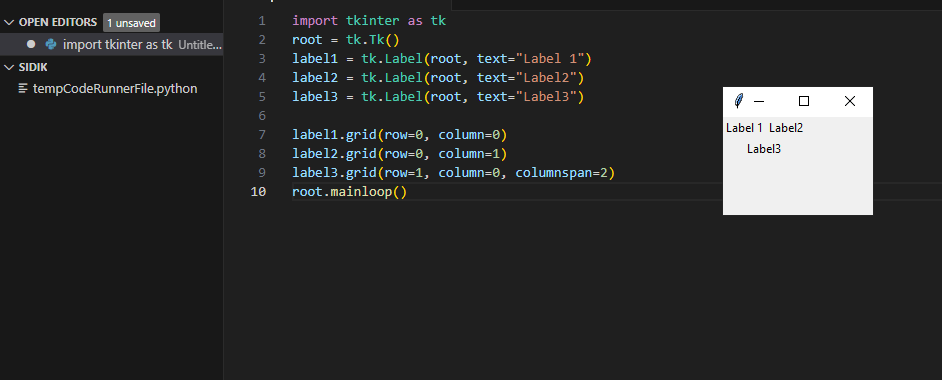 OPEN EDITORS 1 unsaved
import tkinter as tk Untitle...
SIDIK
tempCodeRunnerFile.python
1 import tkinter as tk
2 root = tk.Tk()
3 label1 = tk.Label(root, text="Label 1")
4 label2 = tk.Label(root, text="Label2")
5 label3 = tk.Label(root, text="Label3")
6
7 label1.grid(row=0, column=0)
8 label2.grid(row=0, column=1)
9 label3.grid(row=1, column=0, columnspan=2)
10 root.mainloop()
Label 1 Label2
Label3